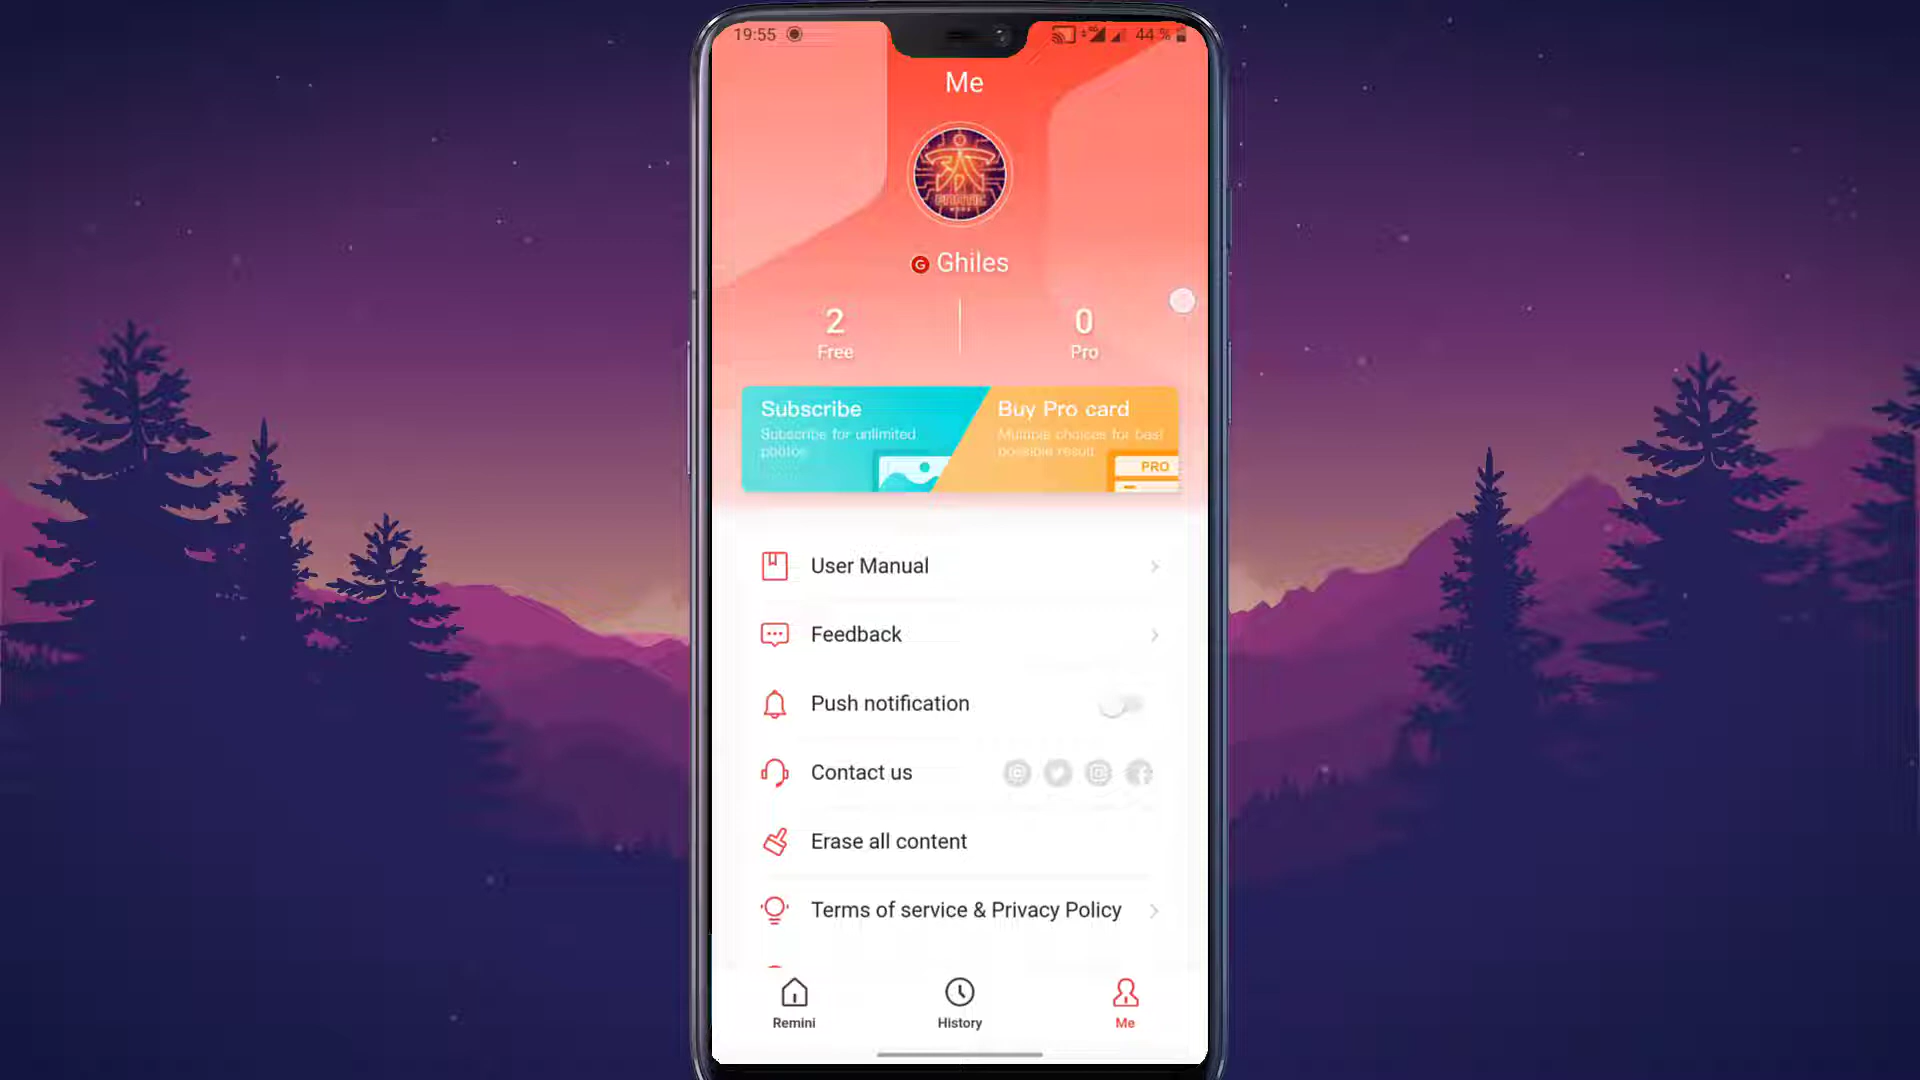 19:55
44 %
Me
FNATIC
Ghiles
2
Free
0
Pro
Subscribe
Subscribe for unlimited
photos
Buy Pro card
Multiple choices for best
possible result
PRO
User Manual
Feedback
Push notification
Contact us
Erase all content
Terms of service & Privacy Policy
Remini
History
Me